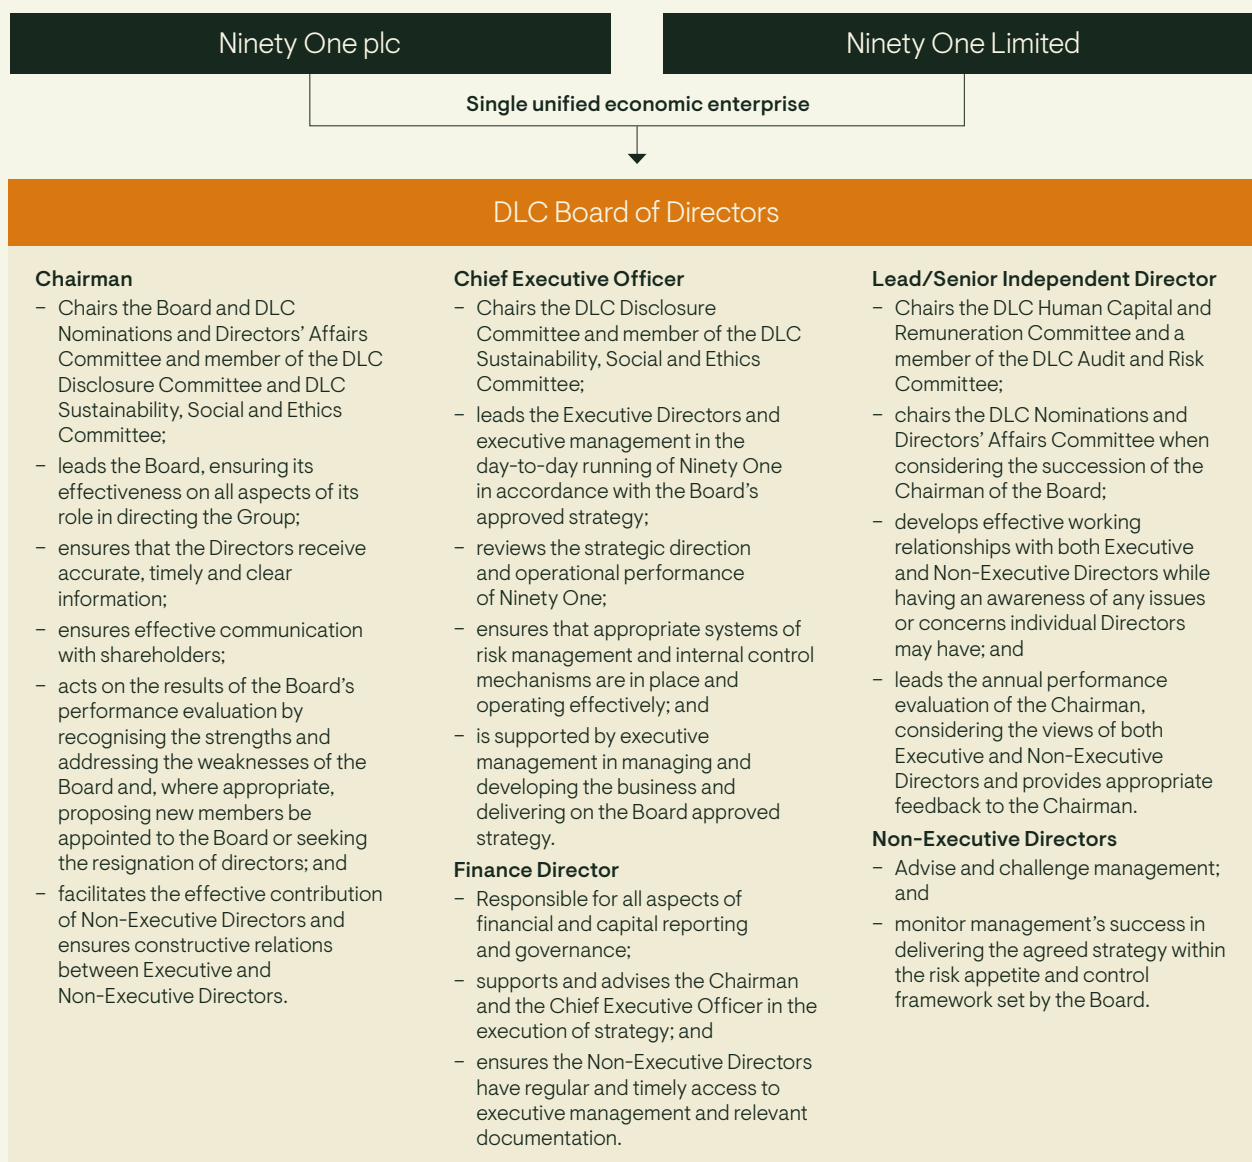 Ninety One plc
Ninety One Limited
Single unified economic enterprise
DLC Board of Directors
Chairman
– Chairs the Board and DLC
Nominations and Directors’ Affairs
Committee and member of the DLC
Disclosure Committee and DLC
Sustainability, Social and Ethics
Committee;
– leads the Board, ensuring its
effectiveness on all aspects of its
role in directing the Group;
– ensures that the Directors receive
accurate, timely and clear
information;
– ensures effective communication
with shareholders;
– acts on the results of the Board’s
performance evaluation by
recognising the strengths and
addressing the weaknesses of the
Board and, where appropriate,
proposing new members be
appointed to the Board or seeking
the resignation of directors; and
– facilitates the effective contribution
of Non-Executive Directors and
ensures constructive relations
between Executive and
Non-Executive Directors.
Chief Executive Officer
– Chairs the DLC Disclosure
Committee and member of the DLC
Sustainability, Social and Ethics
Committee;
– leads the Executive Directors and
executive management in the
day-to-day running of Ninety One
in accordance with the Board’s
approved strategy;
– reviews the strategic direction
and operational performance
of Ninety One;
– ensures that appropriate systems of
risk management and internal control
mechanisms are in place and
operating effectively; and
– is supported by executive
management in managing and
developing the business and
delivering on the Board approved
strategy.
Finance Director
– Responsible for all aspects of
financial and capital reporting
and governance;
– supports and advises the Chairman
and the Chief Executive Officer in the
execution of strategy; and
– ensures the Non-Executive Directors
have regular and timely access to
executive management and relevant
documentation.
Lead/Senior Independent Director
– Chairs the DLC Human Capital and
Remuneration Committee and a
member of the DLC Audit and Risk
Committee;
– chairs the DLC Nominations and
Directors’ Affairs Committee when
considering the succession of the
Chairman of the Board;
– develops effective working
relationships with both Executive
and Non-Executive Directors while
having an awareness of any issues
or concerns individual Directors
may have; and
– leads the annual performance
evaluation of the Chairman,
considering the views of both
Executive and Non-Executive
Directors and provides appropriate
feedback to the Chairman.
Non-Executive Directors
– Advise and challenge management;
and
– monitor management’s success in
delivering the agreed strategy within
the risk appetite and control
framework set by the Board.